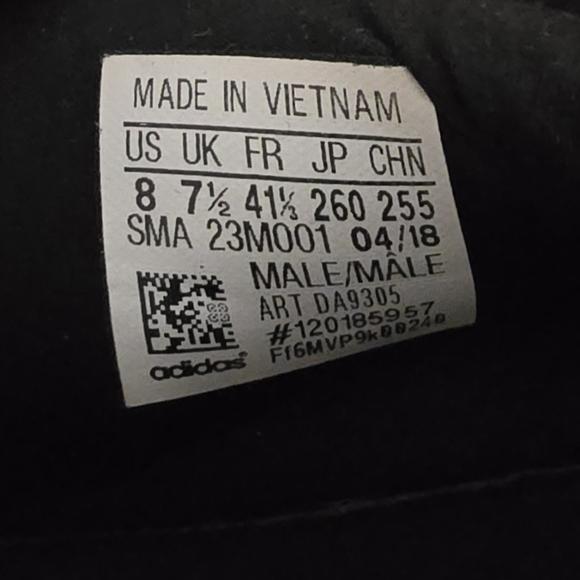 MADE IN VIETNAM
US UK FR JP CHN
8 7½ 41⅓ 260 255
SMA 23M001 04/18
MALE/MÂLE
ART DA9305
#120185957
Ff6MVP9k00240
adidas